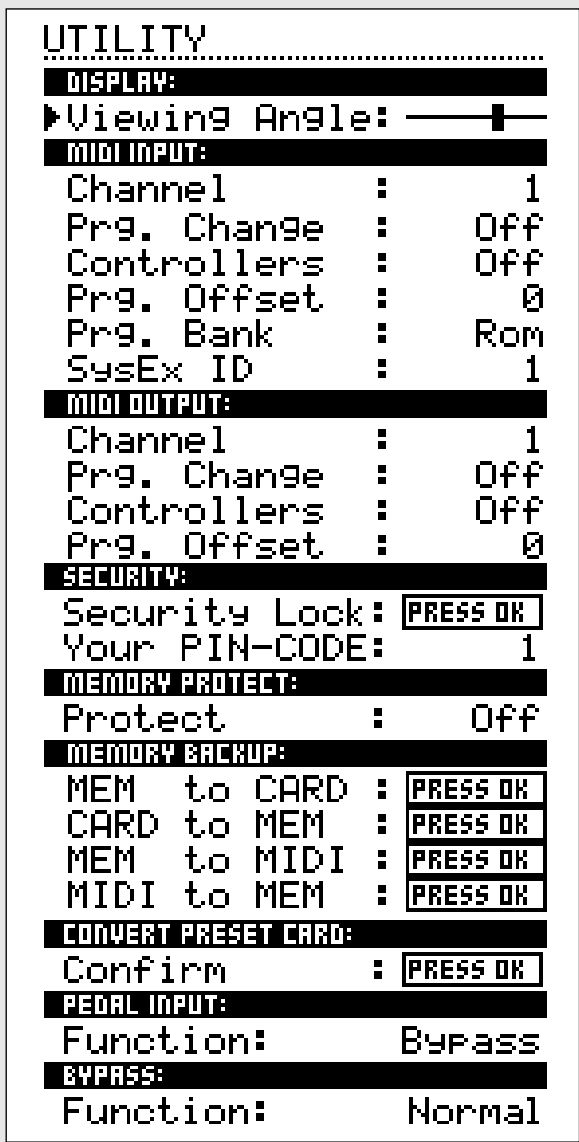 UTILITY
DISPLAY:
Viewing Angle:
MIDI INPUT:
Channel : 1
Prg. Change : Off
Controllers : Off
Prg. Offset : 0
Prg. Bank : Rom
SysEx ID : 1
MIDI OUTPUT:
Channel : 1
Prg. Change : Off
Controllers : Off
Prg. Offset : 0
SECURITY:
Security Lock: PRESS OK
Your PIN-CODE: 1
MEMORY PROTECT:
Protect : Off
MEMORY BACKUP:
MEM to CARD : PRESS OK
CARD to MEM : PRESS OK
MEM to MIDI : PRESS OK
MIDI to MEM : PRESS OK
CONVERT PRESET CARD:
Confirm : PRESS OK
PEDAL INPUT:
Function: Bypass
BYPASS:
Function: Normal